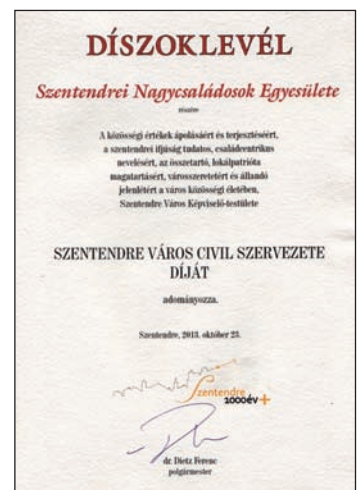 DÍSZOKLEVÉL
Szentendrei Nagycsaládosok Egyesülete
részére
A közösségi értékek ápolásáért és terjesztéséért,
a szentendrei ifjúság tudatos, családcentrikus
nevelésért, az összetartó, lokálpatrióta
magatartásért, városszeretetért és állandó
jelenlétért a város közösségi életében,
Szentendre Város Képviselő-testülete
SZENTENDRE VÁROS CIVIL SZERVEZETE
DÍJÁT
adományozza.
Szentendre, 2013. október 23.
Szentendre
1000év+
dr. Dietz Ferenc
polgármester